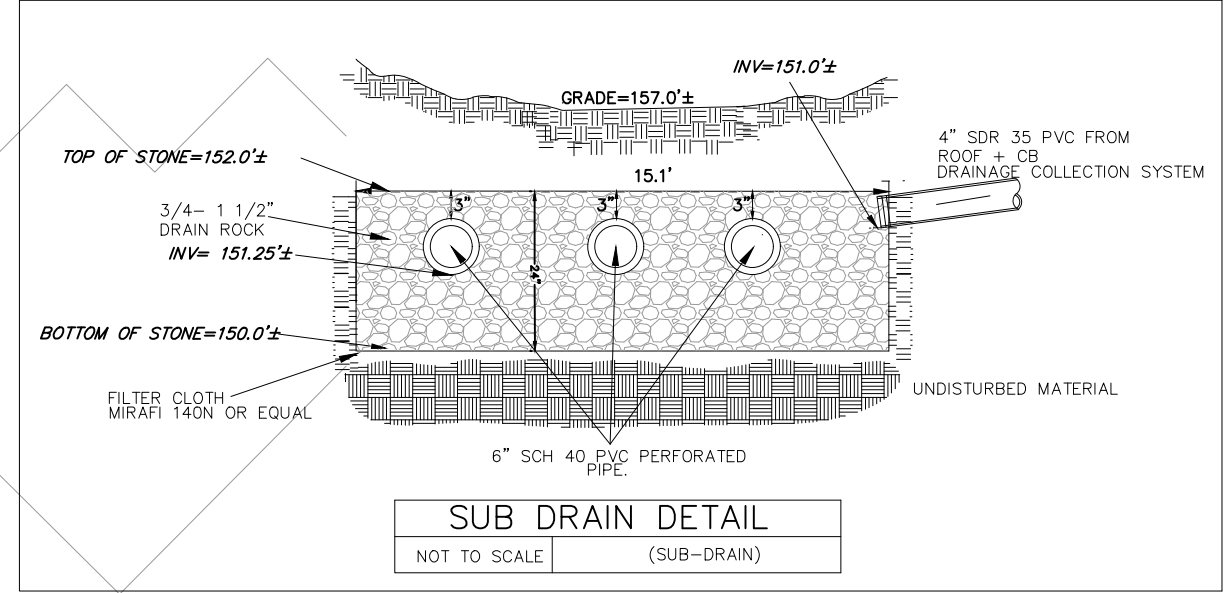 INV=151.0'±
GRADE=157.0'±
4" SDR 35 PVC FROM
ROOF + CB
DRAINAGE COLLECTION SYSTEM
TOP OF STONE=152.0'±
15.1'
3/4- 1 1/2"
DRAIN ROCK
3"
3"
3"
INV= 151.25'±
24"
BOTTOM OF STONE=150.0'±
FILTER CLOTH
MIRAFI 140N OR EQUAL
UNDISTURBED MATERIAL
6" SCH 40 PVC PERFORATED
PIPE.
SUB DRAIN DETAIL
NOT TO SCALE
(SUB-DRAIN)